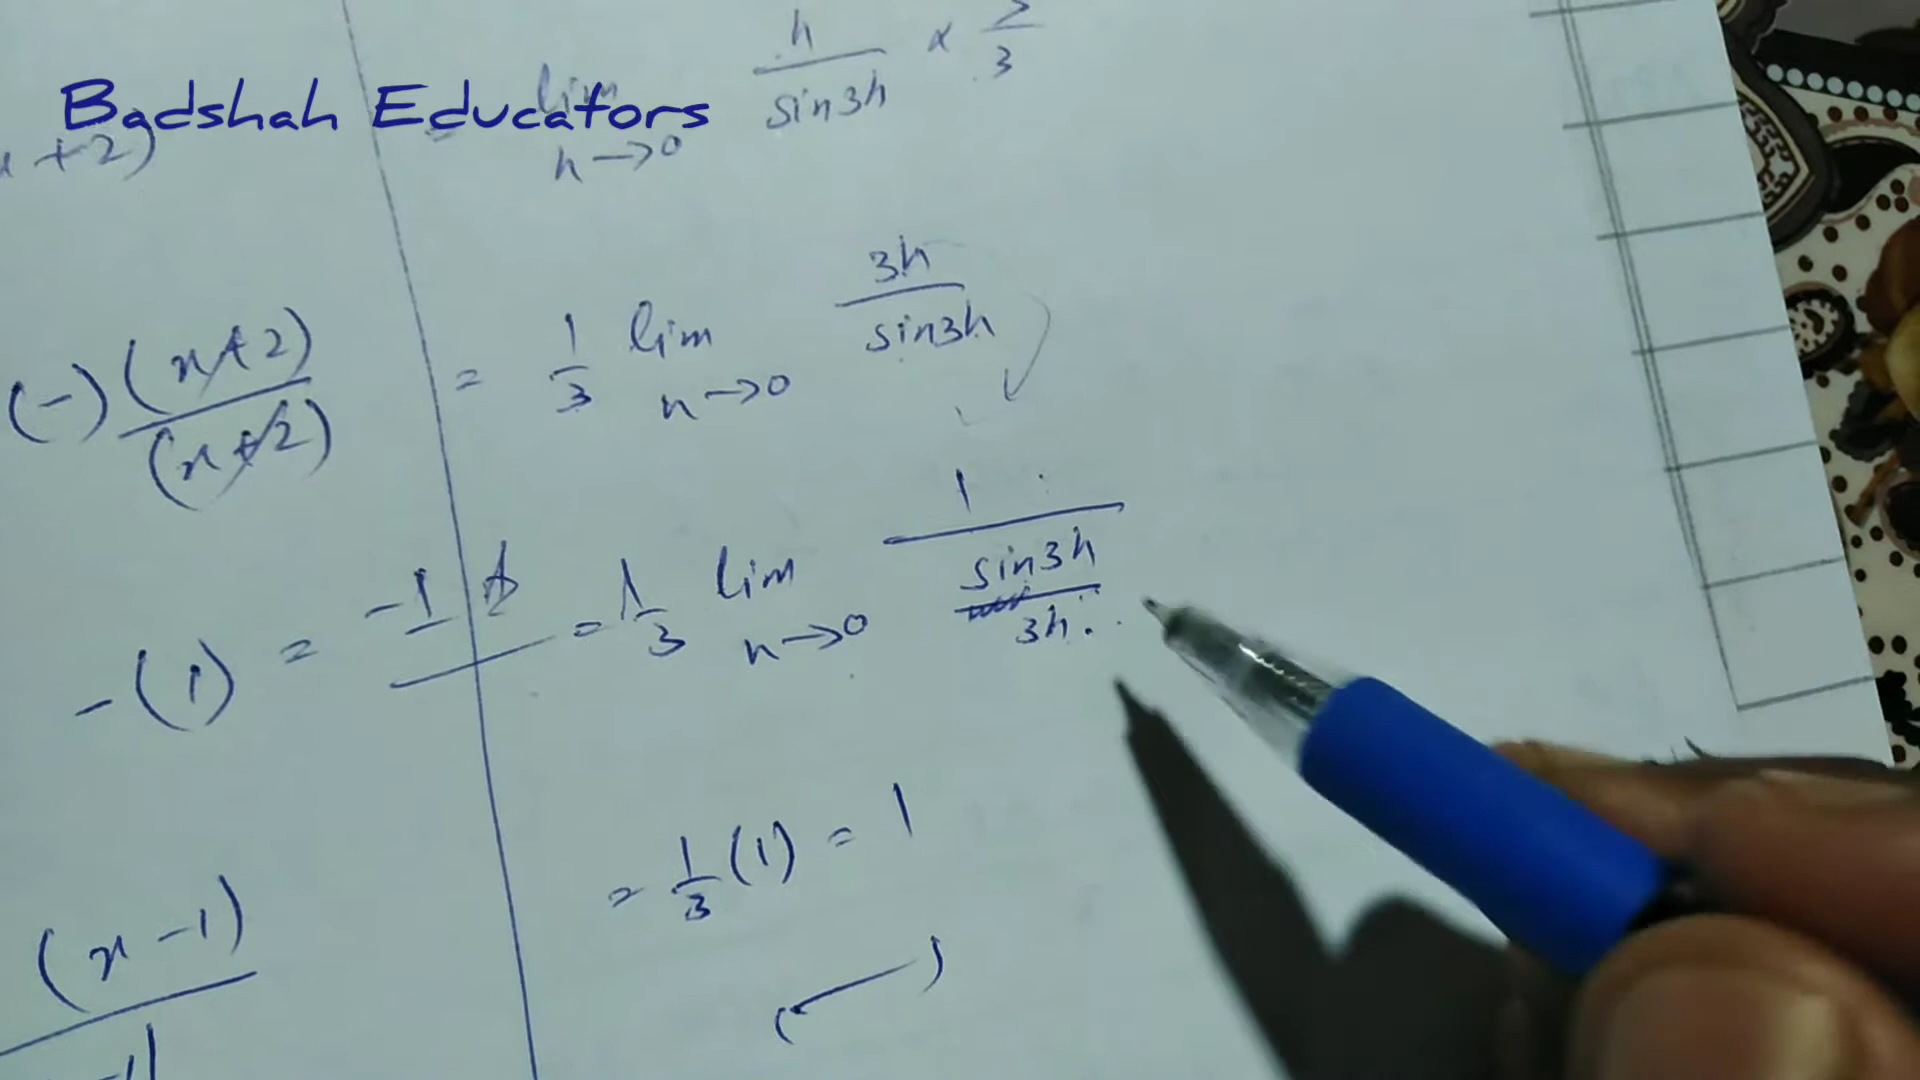 Badshah Educators
lim h→0 h/sin3h × 3/3
+2)
(-) (x+2)/(x+2)
= 1/3 lim n→0 3h/sin3h
-(1) = -1
= 1/3 lim n→0 1/(sin3h/3h)
= 1/3 (1) = 1
(x-1)